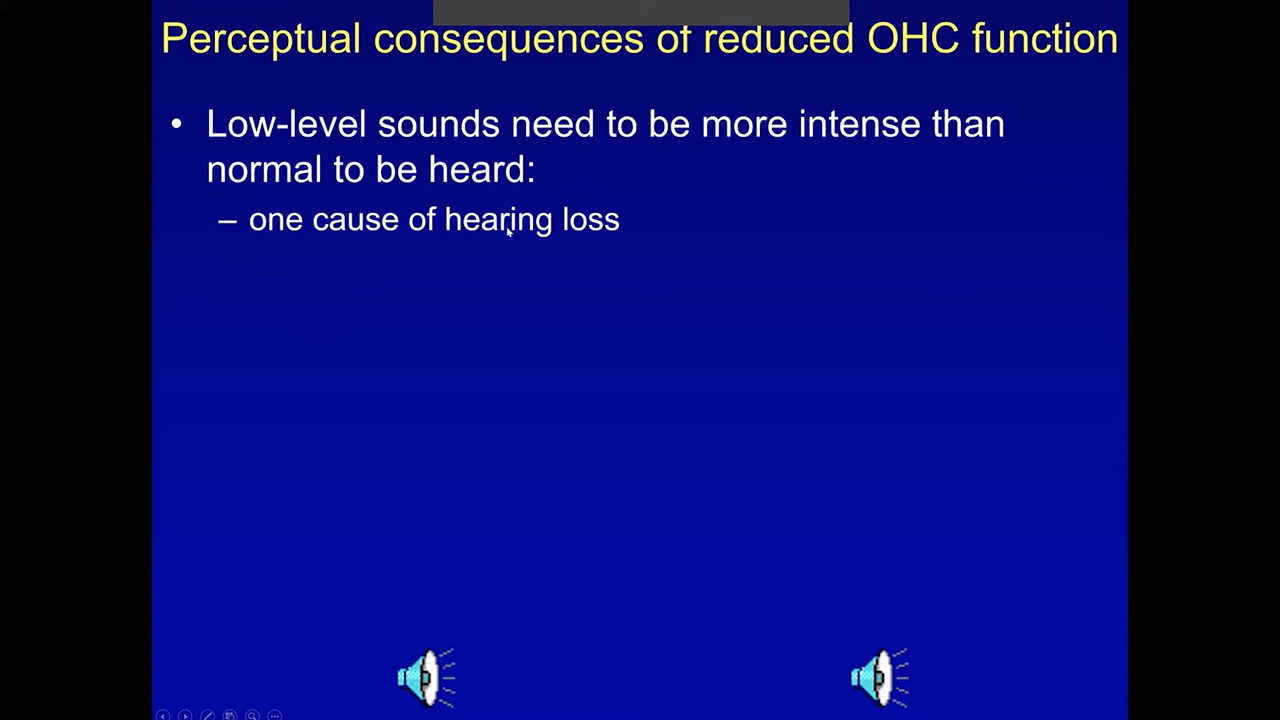 Perceptual consequences of reduced OHC function
• Low-level sounds need to be more intense than
normal to be heard:
– one cause of hearing loss